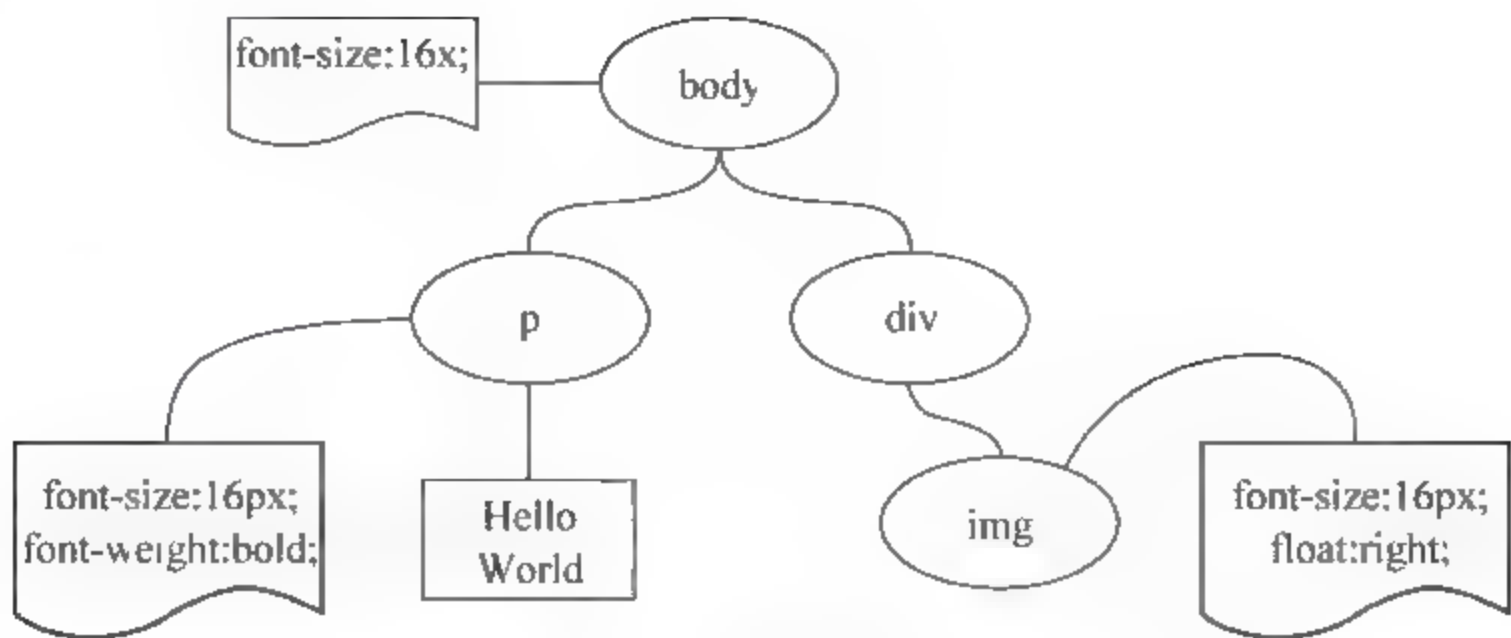 font-size:16x;
body
p
div
font-size:16px;
font-weight:bold;
Hello
World
img
font-size:16px;
float:right;